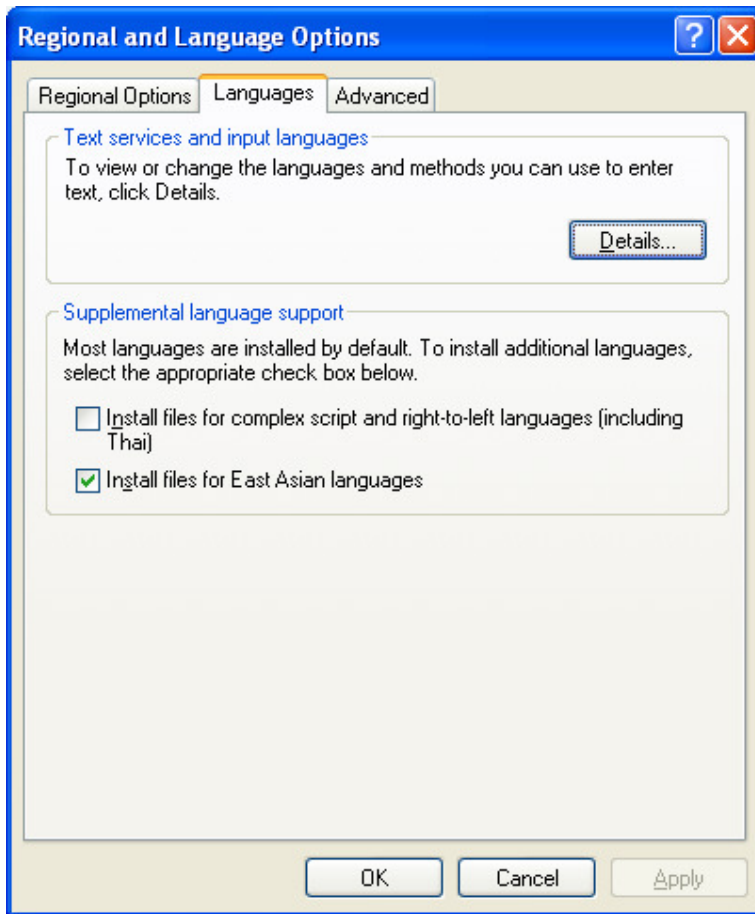 Regional and Language Options
Regional Options Languages Advanced
Text services and input languages
To view or change the languages and methods you can use to enter
text, click Details.
Details...
Supplemental language support
Most languages are installed by default. To install additional languages,
select the appropriate check box below.
Install files for complex script and right-to-left languages (including
Thai)
Install files for East Asian languages
OK Cancel Apply